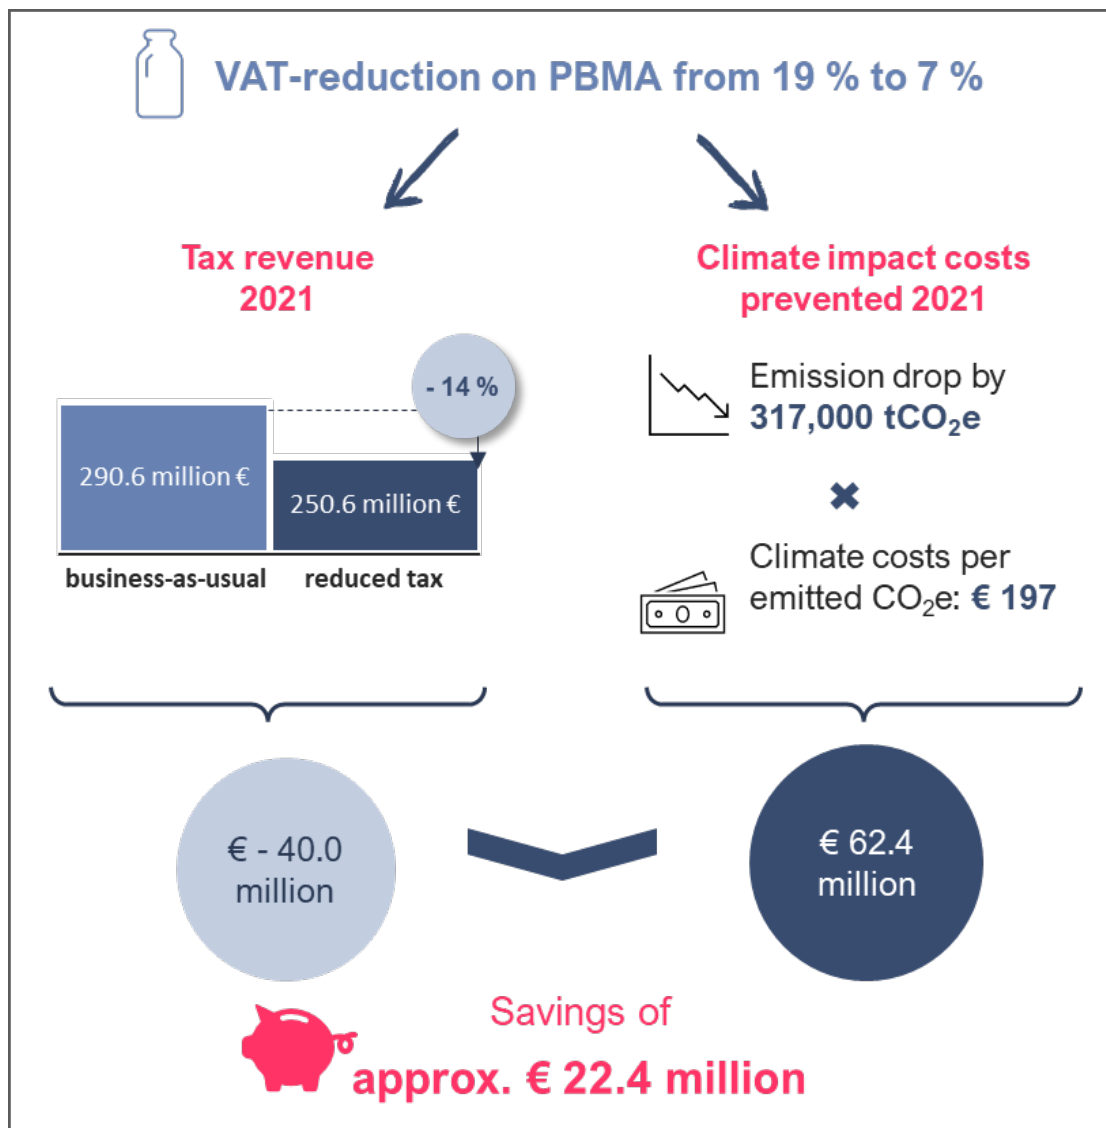 VAT-reduction on PBMA from 19 % to 7 %
Tax revenue
2021
- 14 %
290.6 million €
250.6 million €
business-as-usual
reduced tax
Climate impact costs
prevented 2021
Emission drop by
317,000 tCO₂e
✖
Climate costs per
emitted CO₂e: € 197
€ - 40.0
million
€ 62.4
million
Savings of
approx. € 22.4 million